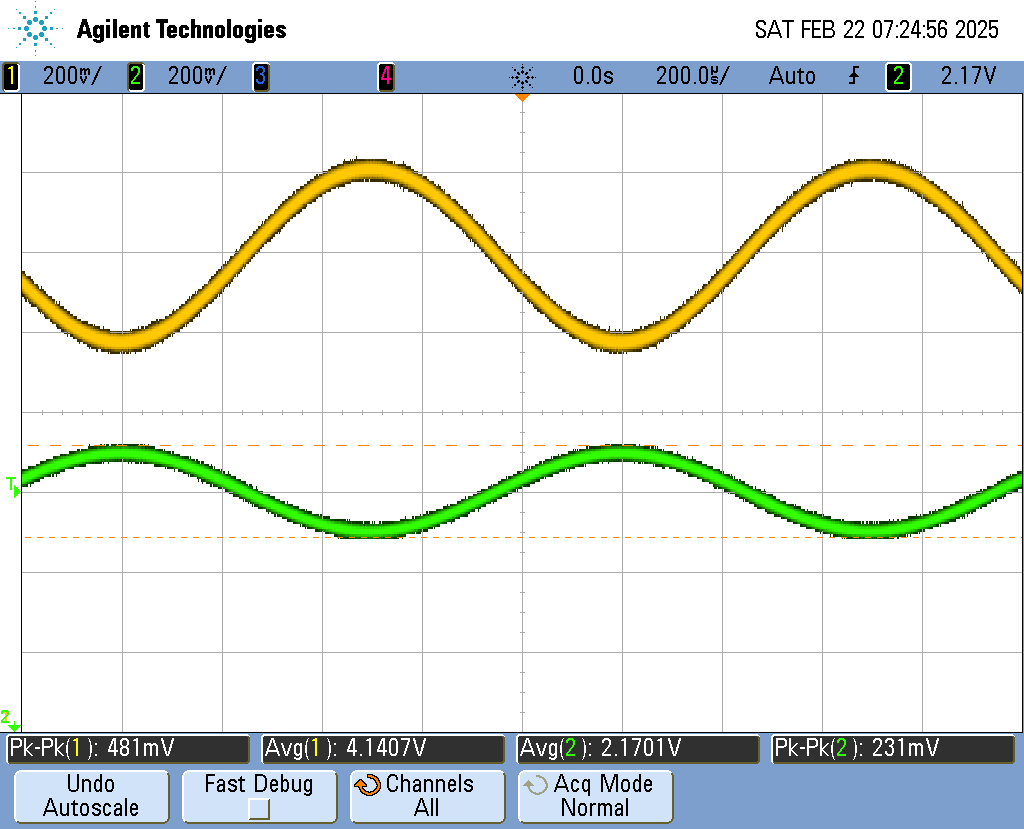 Agilent Technologies SAT FEB 22 07:24:56 2025
1 200mV/ 2 200mV/ 3 4 0.0s 200.0µs/ Auto 2 2.17V
T
2
Pk-Pk(1): 481mV Avg(1): 4.1407V Avg(2): 2.1701V Pk-Pk(2): 231mV
Undo Autoscale
Fast Debug
Channels All
Acq Mode Normal